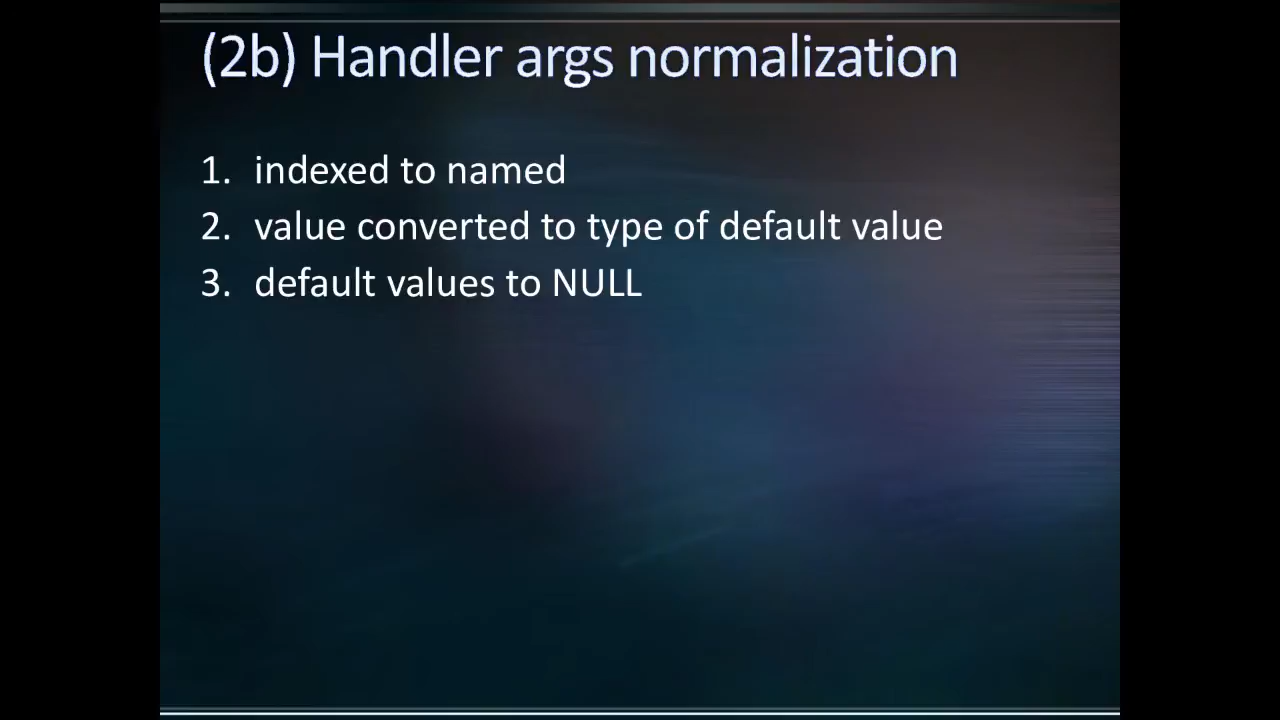 (2b) Handler args normalization
1. indexed to named
2. value converted to type of default value
3. default values to NULL